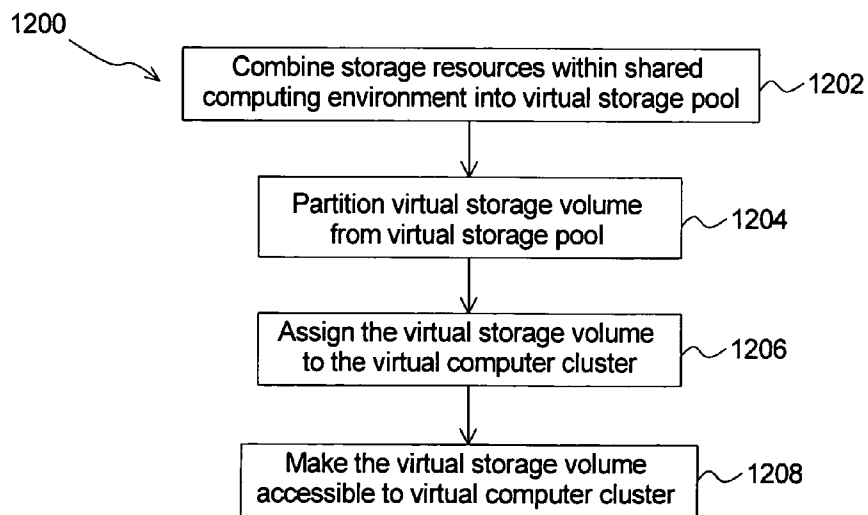 1200
Combine storage resources within shared
computing environment into virtual storage pool
1202
Partition virtual storage volume
from virtual storage pool
1204
Assign the virtual storage volume
to the virtual computer cluster
1206
Make the virtual storage volume
accessible to virtual computer cluster
1208